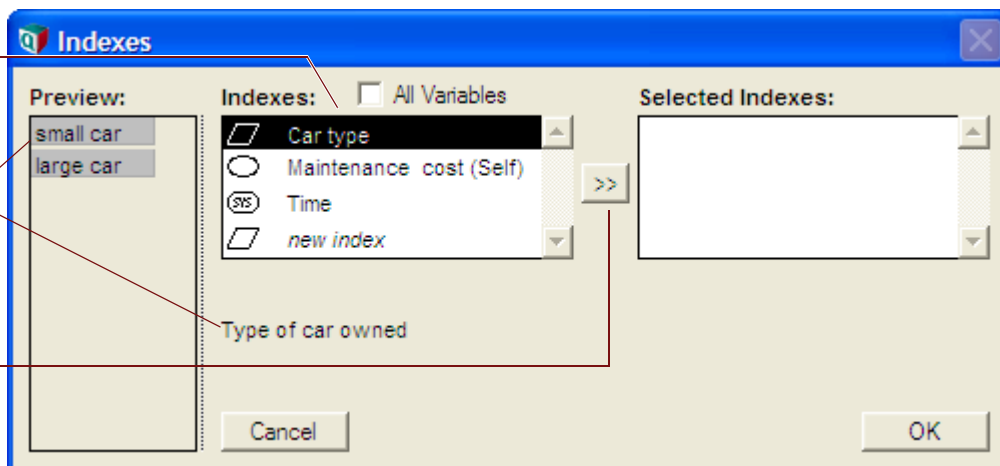 Indexes
Preview:
small car
large car
Indexes:
All Variables
Car type
Maintenance cost (Self)
SYS Time
new index
>>
Selected Indexes:
Type of car owned
Cancel
OK